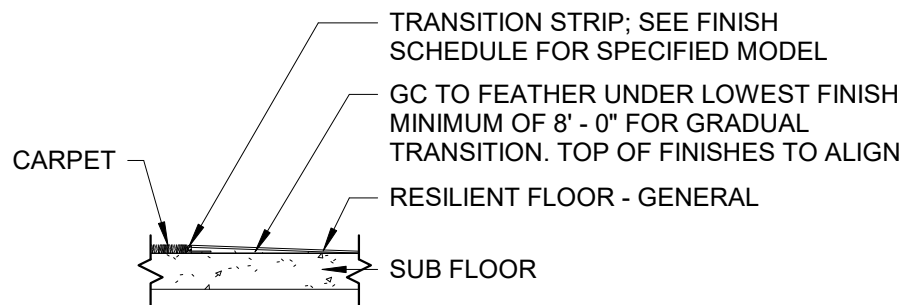 TRANSITION STRIP; SEE FINISH
SCHEDULE FOR SPECIFIED MODEL
GC TO FEATHER UNDER LOWEST FINISH
MINIMUM OF 8' - 0" FOR GRADUAL
TRANSITION. TOP OF FINISHES TO ALIGN
CARPET
RESILIENT FLOOR - GENERAL
SUB FLOOR